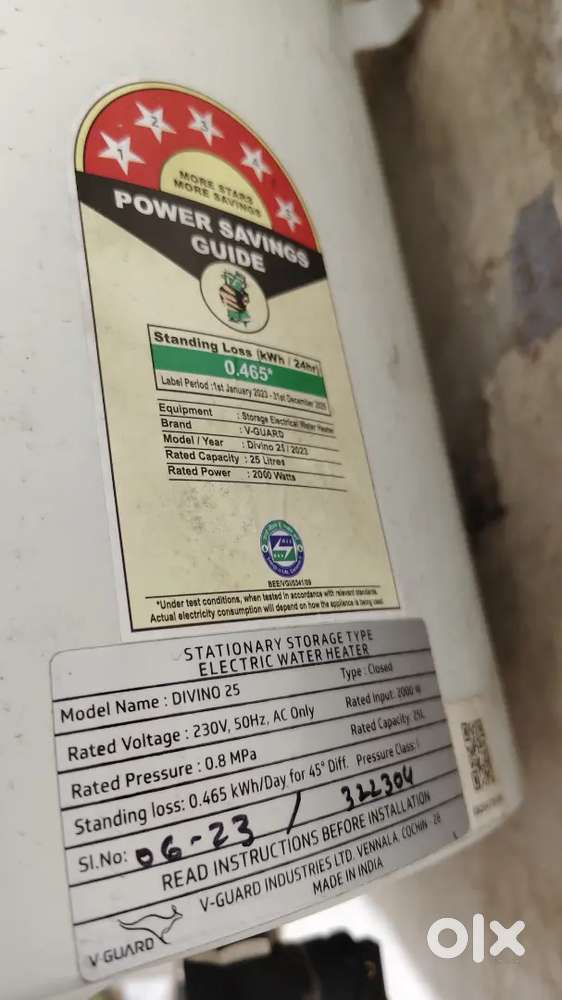 1 2 3 4 5
MORE STARS
MORE SAVINGS
POWER SAVINGS
GUIDE
Standing Loss (kWh / 24hr)
0.465*
Label Period :1st January 2023 - 31st December 2025
Equipment : Storage Electrical Water Heater
Brand : V-GUARD
Model / Year : Divino 25 / 2023
Rated Capacity : 25 Litres
Rated Power : 2000 Watts
*Under test conditions, when tested in accordance with relevant standards.
Actual electricity consumption will depend on how the appliance is being used.
STATIONARY STORAGE TYPE
ELECTRIC WATER HEATER
Model Name : DIVINO 25 Type : Closed
Rated Voltage : 230V, 50Hz, AC Only Rated Input: 2000 W
Rated Pressure : 0.8 MPa Rated Capacity: 25L
Standing loss: 0.465 kWh/Day for 45° Diff. Pressure Class: I
Sl.No: 06-23 / 322304
READ INSTRUCTIONS BEFORE INSTALLATION
V-GUARD INDUSTRIES LTD. VENNALA, COCHIN - 28
MADE IN INDIA
V-GUARD
olx